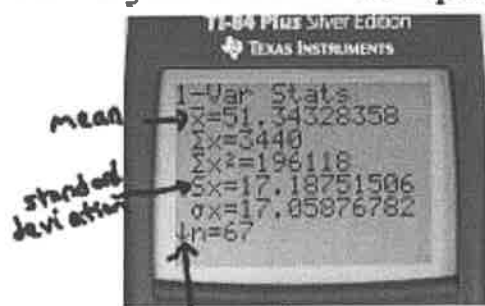 TI-84 Plus Silver Edition
TEXAS INSTRUMENTS
1-Var Stats
x̄=51.34328358
Σx=3440
Σx²=196118
Sx=17.18751506
σx=17.05876782
↓n=67
mean
standard
deviation